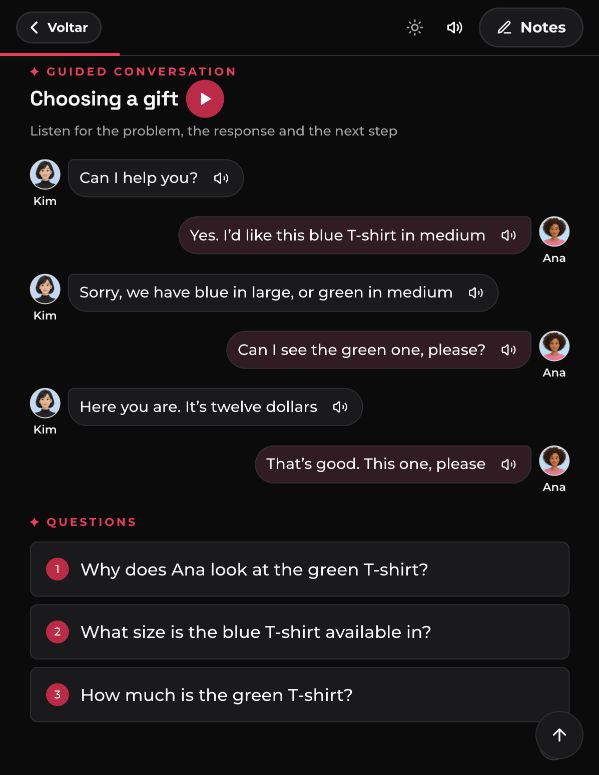 Voltar
Notes
GUIDED CONVERSATION
Choosing a gift
Listen for the problem, the response and the next step
Can I help you?
Kim
Yes. I’d like this blue T-shirt in medium
Ana
Sorry, we have blue in large, or green in medium
Kim
Can I see the green one, please?
Ana
Here you are. It’s twelve dollars
Kim
That’s good. This one, please
Ana
QUESTIONS
1 Why does Ana look at the green T-shirt?
2 What size is the blue T-shirt available in?
3 How much is the green T-shirt?